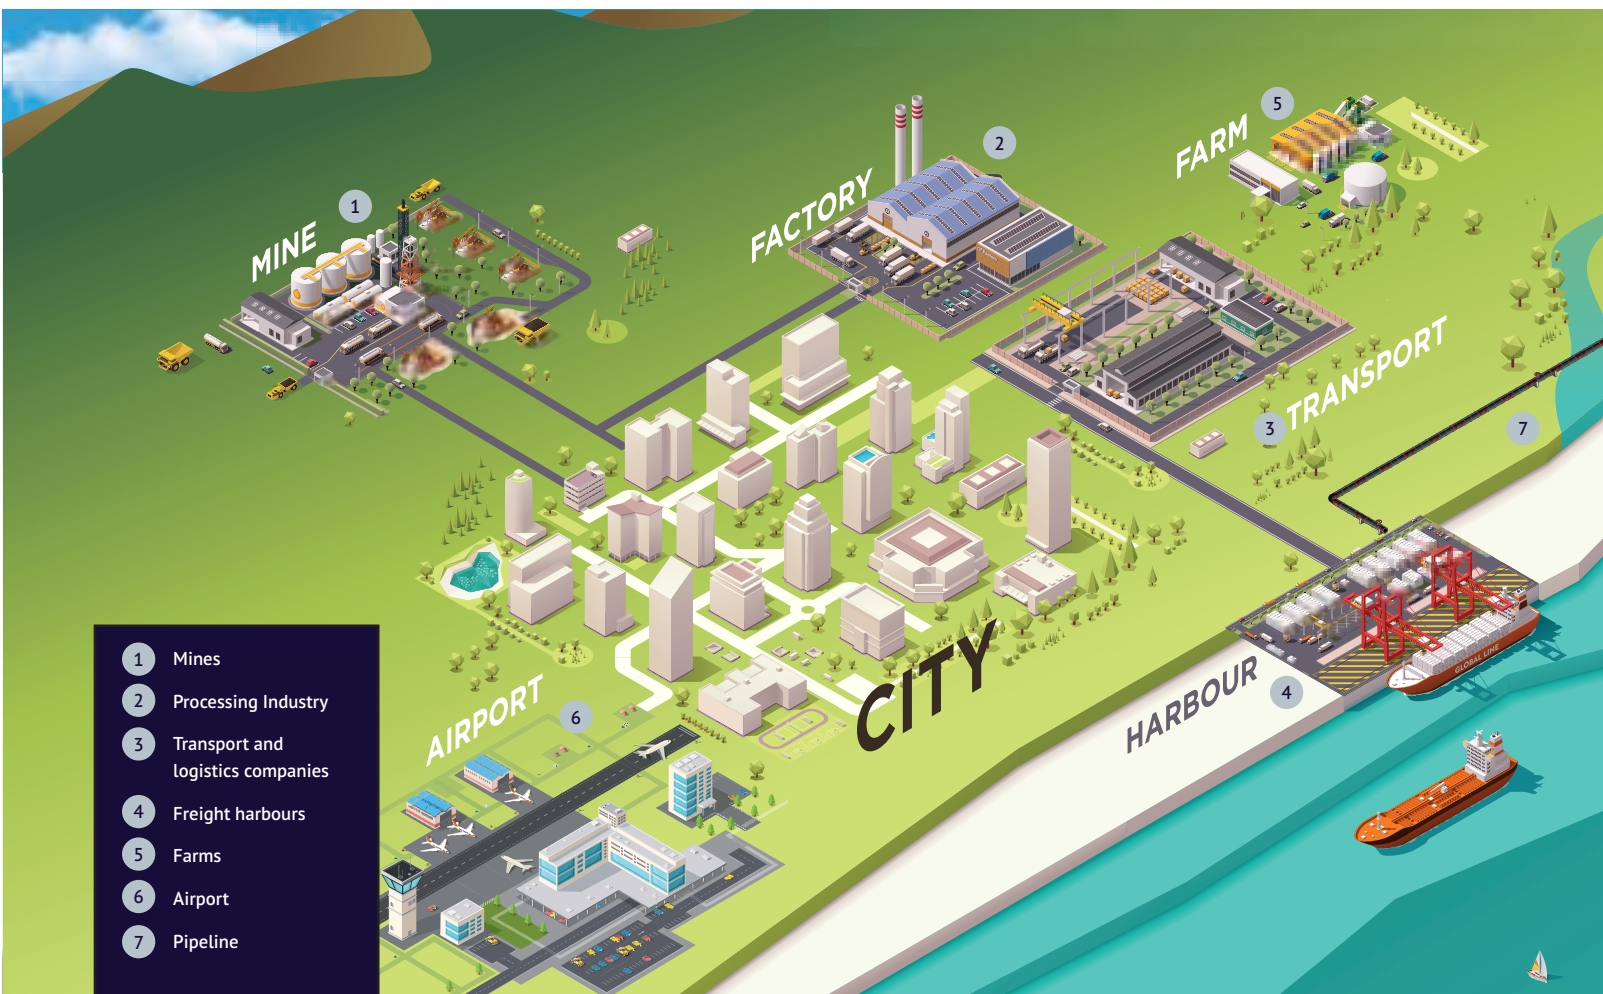 5
FARM
2
FACTORY
1
MINE
TRANSPORT
3
7
CITY
HARBOUR
4
GLOBAL LINE
AIRPORT
6
1 Mines
2 Processing Industry
3 Transport and
logistics companies
4 Freight harbours
5 Farms
6 Airport
7 Pipeline